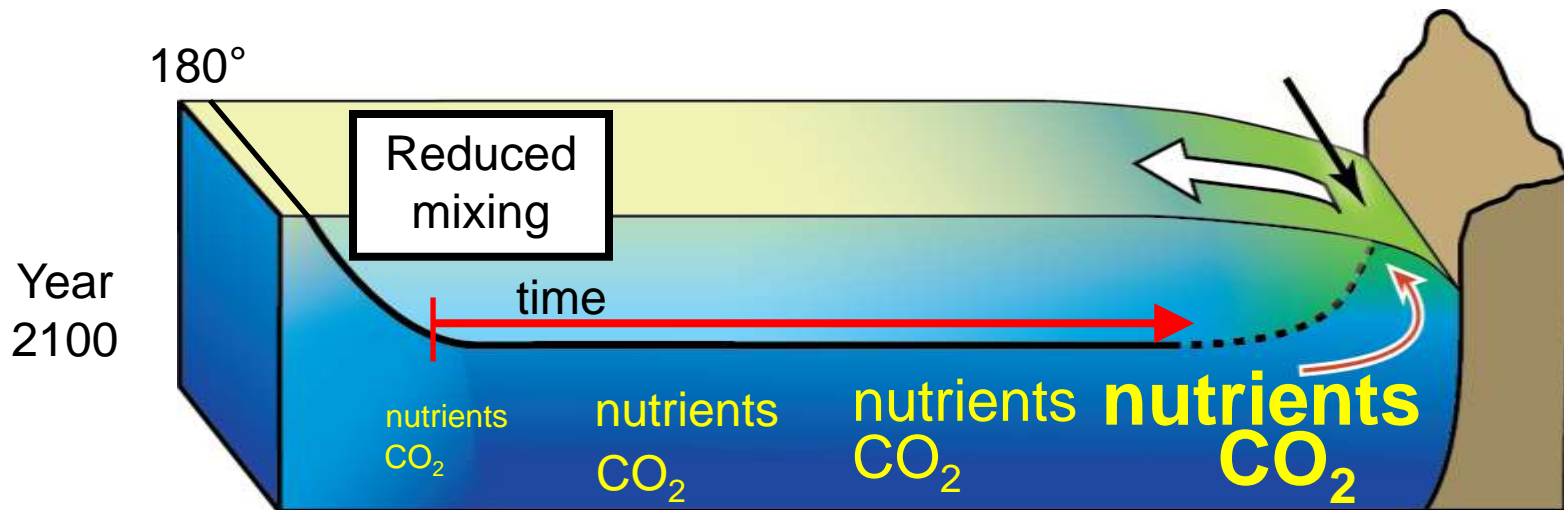 180°
Reduced
mixing
Year
2100
time
nutrients
CO₂
nutrients
CO₂
nutrients
CO₂
nutrients
CO₂